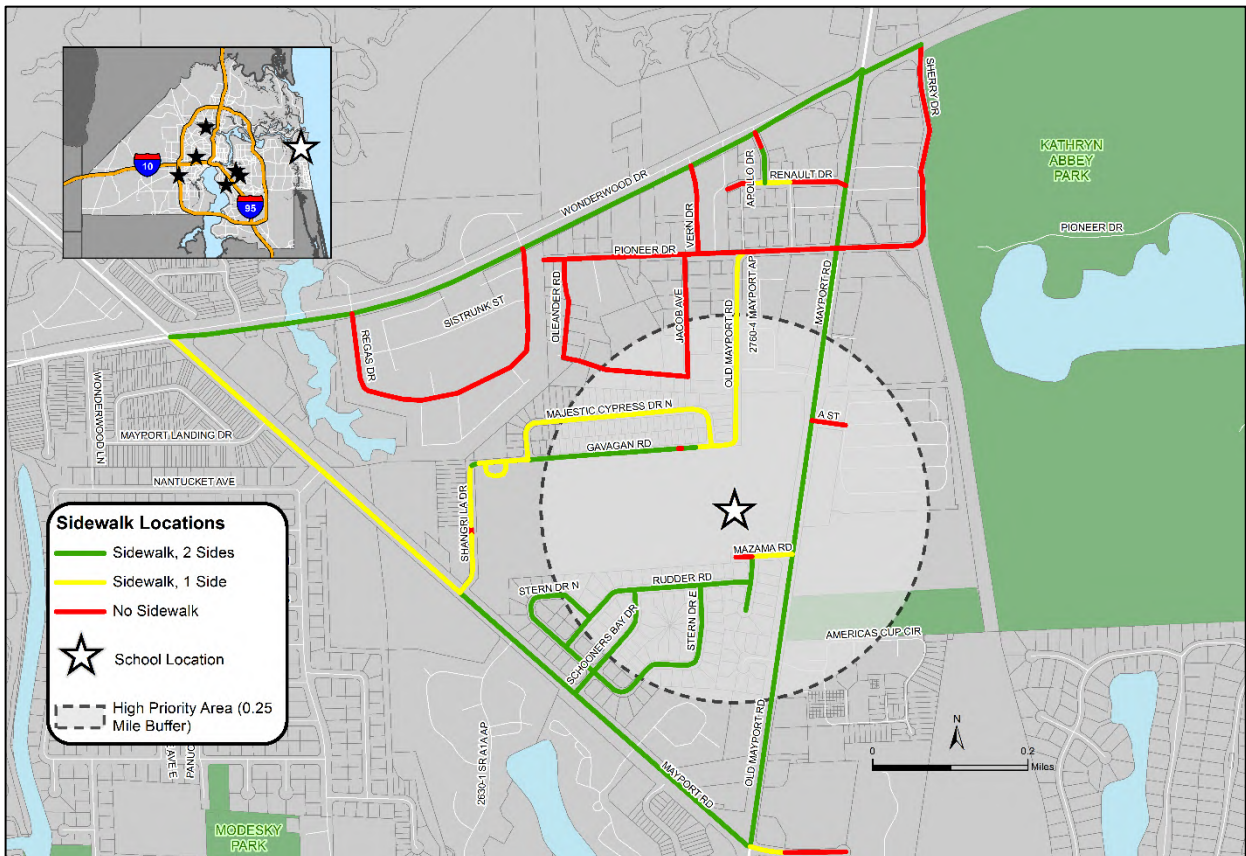 SHERRY DR
KATHRYN
ABBEY
PARK
10
95
WONDERWOOD DR
APOLLO DR
RENAULT DR
VERN DR
PIONEER DR
PIONEER DR
OLEANDER RD
SISTRUNK ST
REGAS DR
JACOB AVE
OLD MAYPORT RD
2760-4 MAYPORT AP
MAYPORT RD
WONDERWOOD LN
MAYPORT LANDING DR
MAJESTIC CYPRESS DR N
A ST
GAVAGAN RD
NANTUCKET AVE
SHANGRI LA DR
MAZAMA RD
RUDDER RD
STERN DR N
SCHOONERS BAY DR
STERN DR E
AMERICAS CUP CIR
Sidewalk Locations
Sidewalk, 2 Sides
Sidewalk, 1 Side
No Sidewalk
School Location
High Priority Area (0.25
Mile Buffer)
AVE E
PANUC
2630-1 SR A1A AP
MAYPORT RD
OLD MAYPORT RD
N
0
0.2
Miles
MODESKY
PARK